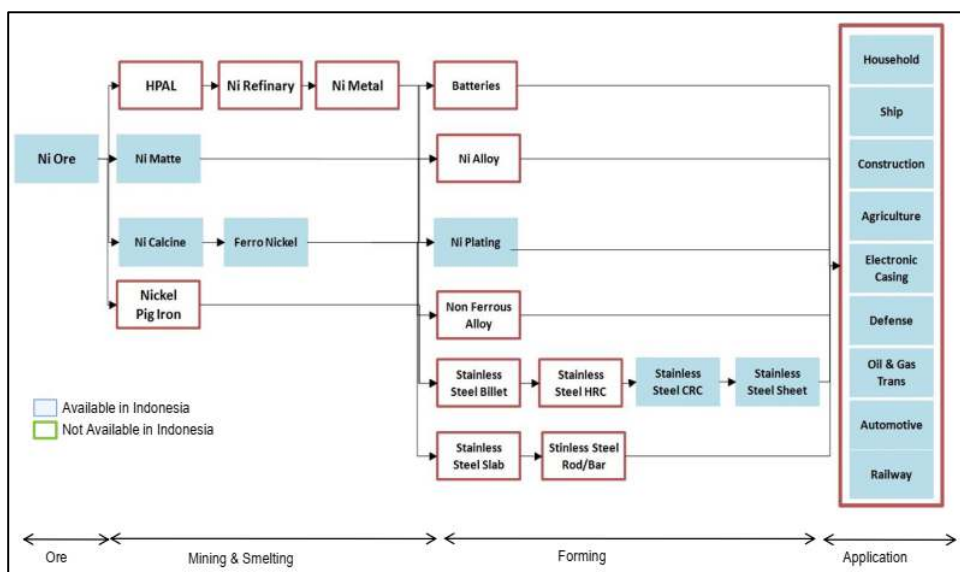 HPAL
Ni Refinary
Ni Metal
Batteries
Household
Ship
Ni Ore
Ni Matte
Ni Alloy
Construction
Agriculture
Ni Calcine
Ferro Nickel
Ni Plating
Electronic
Casing
Nickel
Pig Iron
Non Ferrous
Alloy
Defense
Stainless
Steel Billet
Stainless
Steel HRC
Stainless
Steel CRC
Stainless
Steel Sheet
Oil & Gas
Trans
Available in Indonesia
Not Available in Indonesia
Automotive
Stainless
Steel Slab
Stinless Steel
Rod/Bar
Railway
Ore
Mining & Smelting
Forming
Application